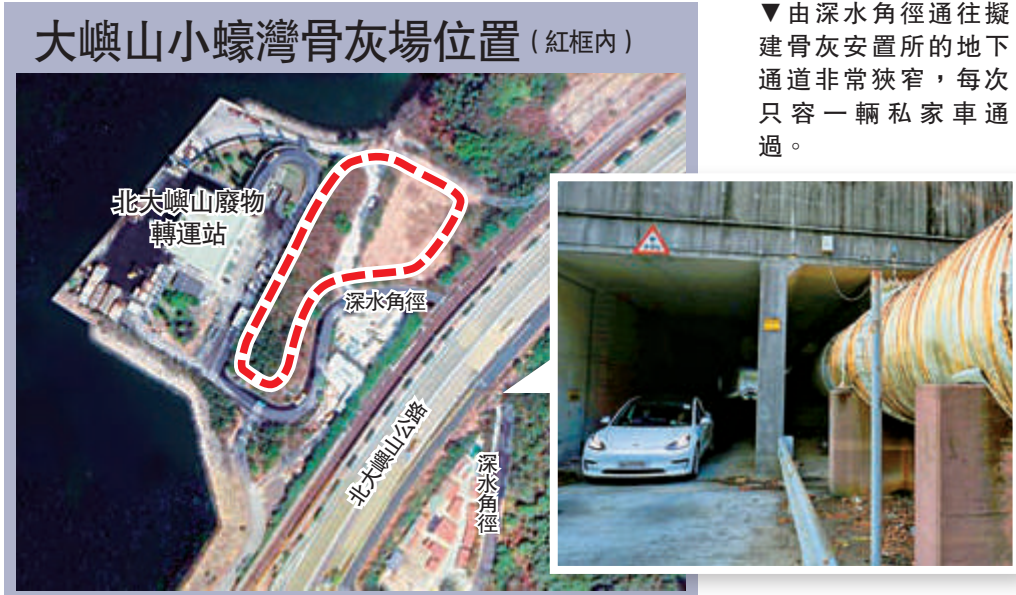 大嶼山小蠔灣骨灰場位置（紅框內）
▼由深水角徑通往擬
建骨灰安置所的地下
通道非常狹窄，每次
只容一輛私家車通
過。
北大嶼山廢物
轉運站
深水角徑
北大嶼山公路
深水角徑